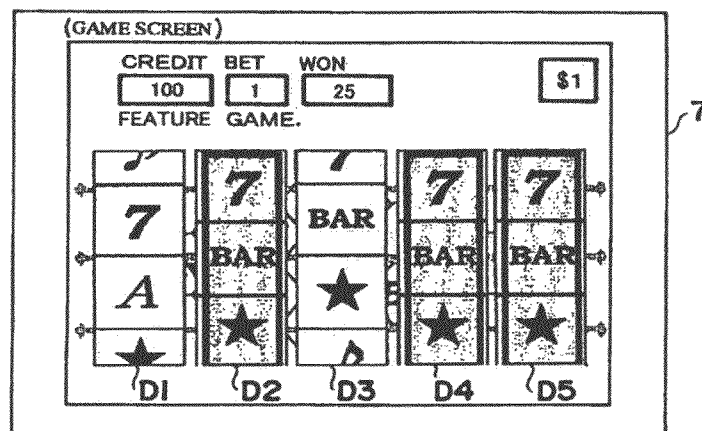 (GAME SCREEN)
CREDIT BET WON
100 1 25 $1
FEATURE GAME.
7
7 7 7 7
7
BAR
A BAR BAR BAR
D1 D2 D3 D4 D5